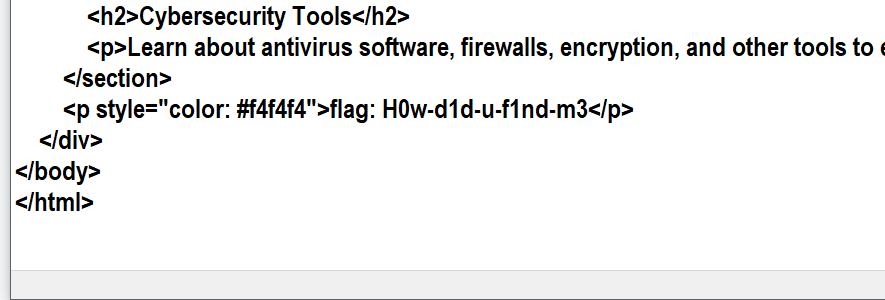 <h2>Cybersecurity Tools</h2>
<p>Learn about antivirus software, firewalls, encryption, and other tools to
</section>
<p style="color: #f4f4f4">flag: H0w-d1d-u-f1nd-m3</p>
</div>
</body>
</html>